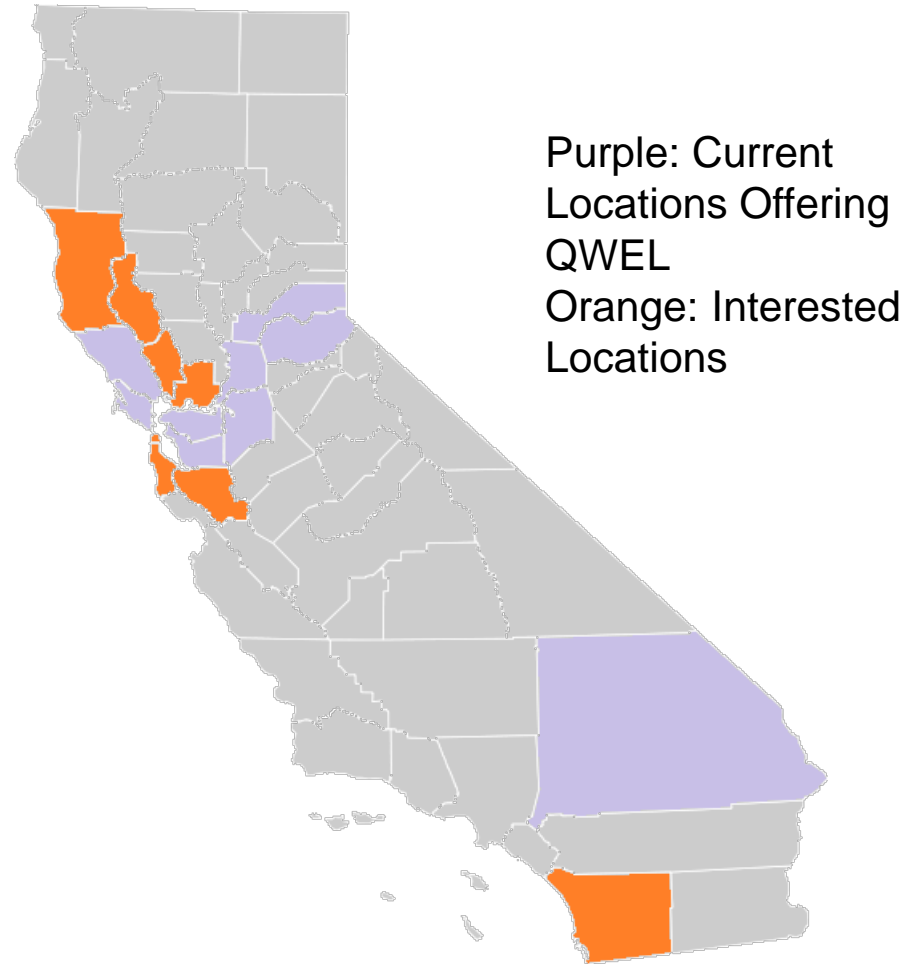 Purple: Current
Locations Offering
QWEL
Orange: Interested
Locations